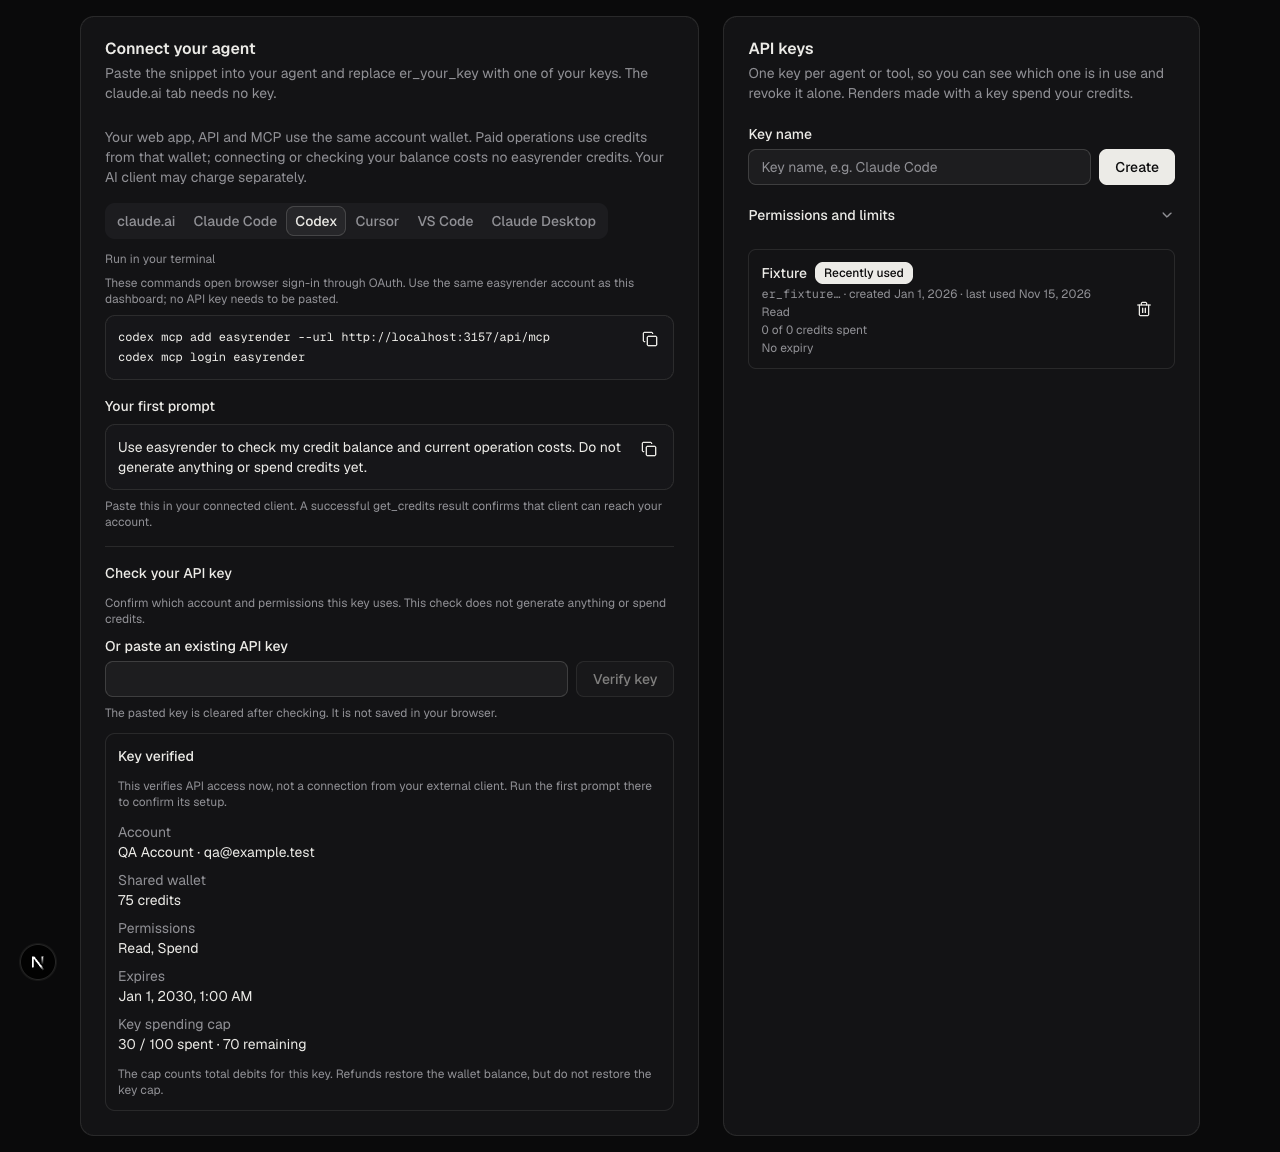 Connect your agent
Paste the snippet into your agent and replace er_your_key with one of your keys. The
claude.ai tab needs no key.
Your web app, API and MCP use the same account wallet. Paid operations use credits
from that wallet; connecting or checking your balance costs no easyrender credits. Your
AI client may charge separately.
claude.ai Claude Code Codex Cursor VS Code Claude Desktop
Run in your terminal
These commands open browser sign-in through OAuth. Use the same easyrender account as this
dashboard; no API key needs to be pasted.
codex mcp add easyrender --url http://localhost:3157/api/mcp
codex mcp login easyrender
Your first prompt
Use easyrender to check my credit balance and current operation costs. Do not
generate anything or spend credits yet.
Paste this in your connected client. A successful get_credits result confirms that client can reach your
account.
Check your API key
Confirm which account and permissions this key uses. This check does not generate anything or spend
credits.
Or paste an existing API key
Verify key
The pasted key is cleared after checking. It is not saved in your browser.
Key verified
This verifies API access now, not a connection from your external client. Run the first prompt there
to confirm its setup.
Account
QA Account · qa@example.test
Shared wallet
75 credits
Permissions
Read, Spend
Expires
Jan 1, 2030, 1:00 AM
Key spending cap
30 / 100 spent · 70 remaining
The cap counts total debits for this key. Refunds restore the wallet balance, but do not restore the
key cap.
API keys
One key per agent or tool, so you can see which one is in use and
revoke it alone. Renders made with a key spend your credits.
Key name
Key name, e.g. Claude Code
Create
Permissions and limits
Fixture Recently used
er_fixture… · created Jan 1, 2026 · last used Nov 15, 2026
Read
0 of 0 credits spent
No expiry
N